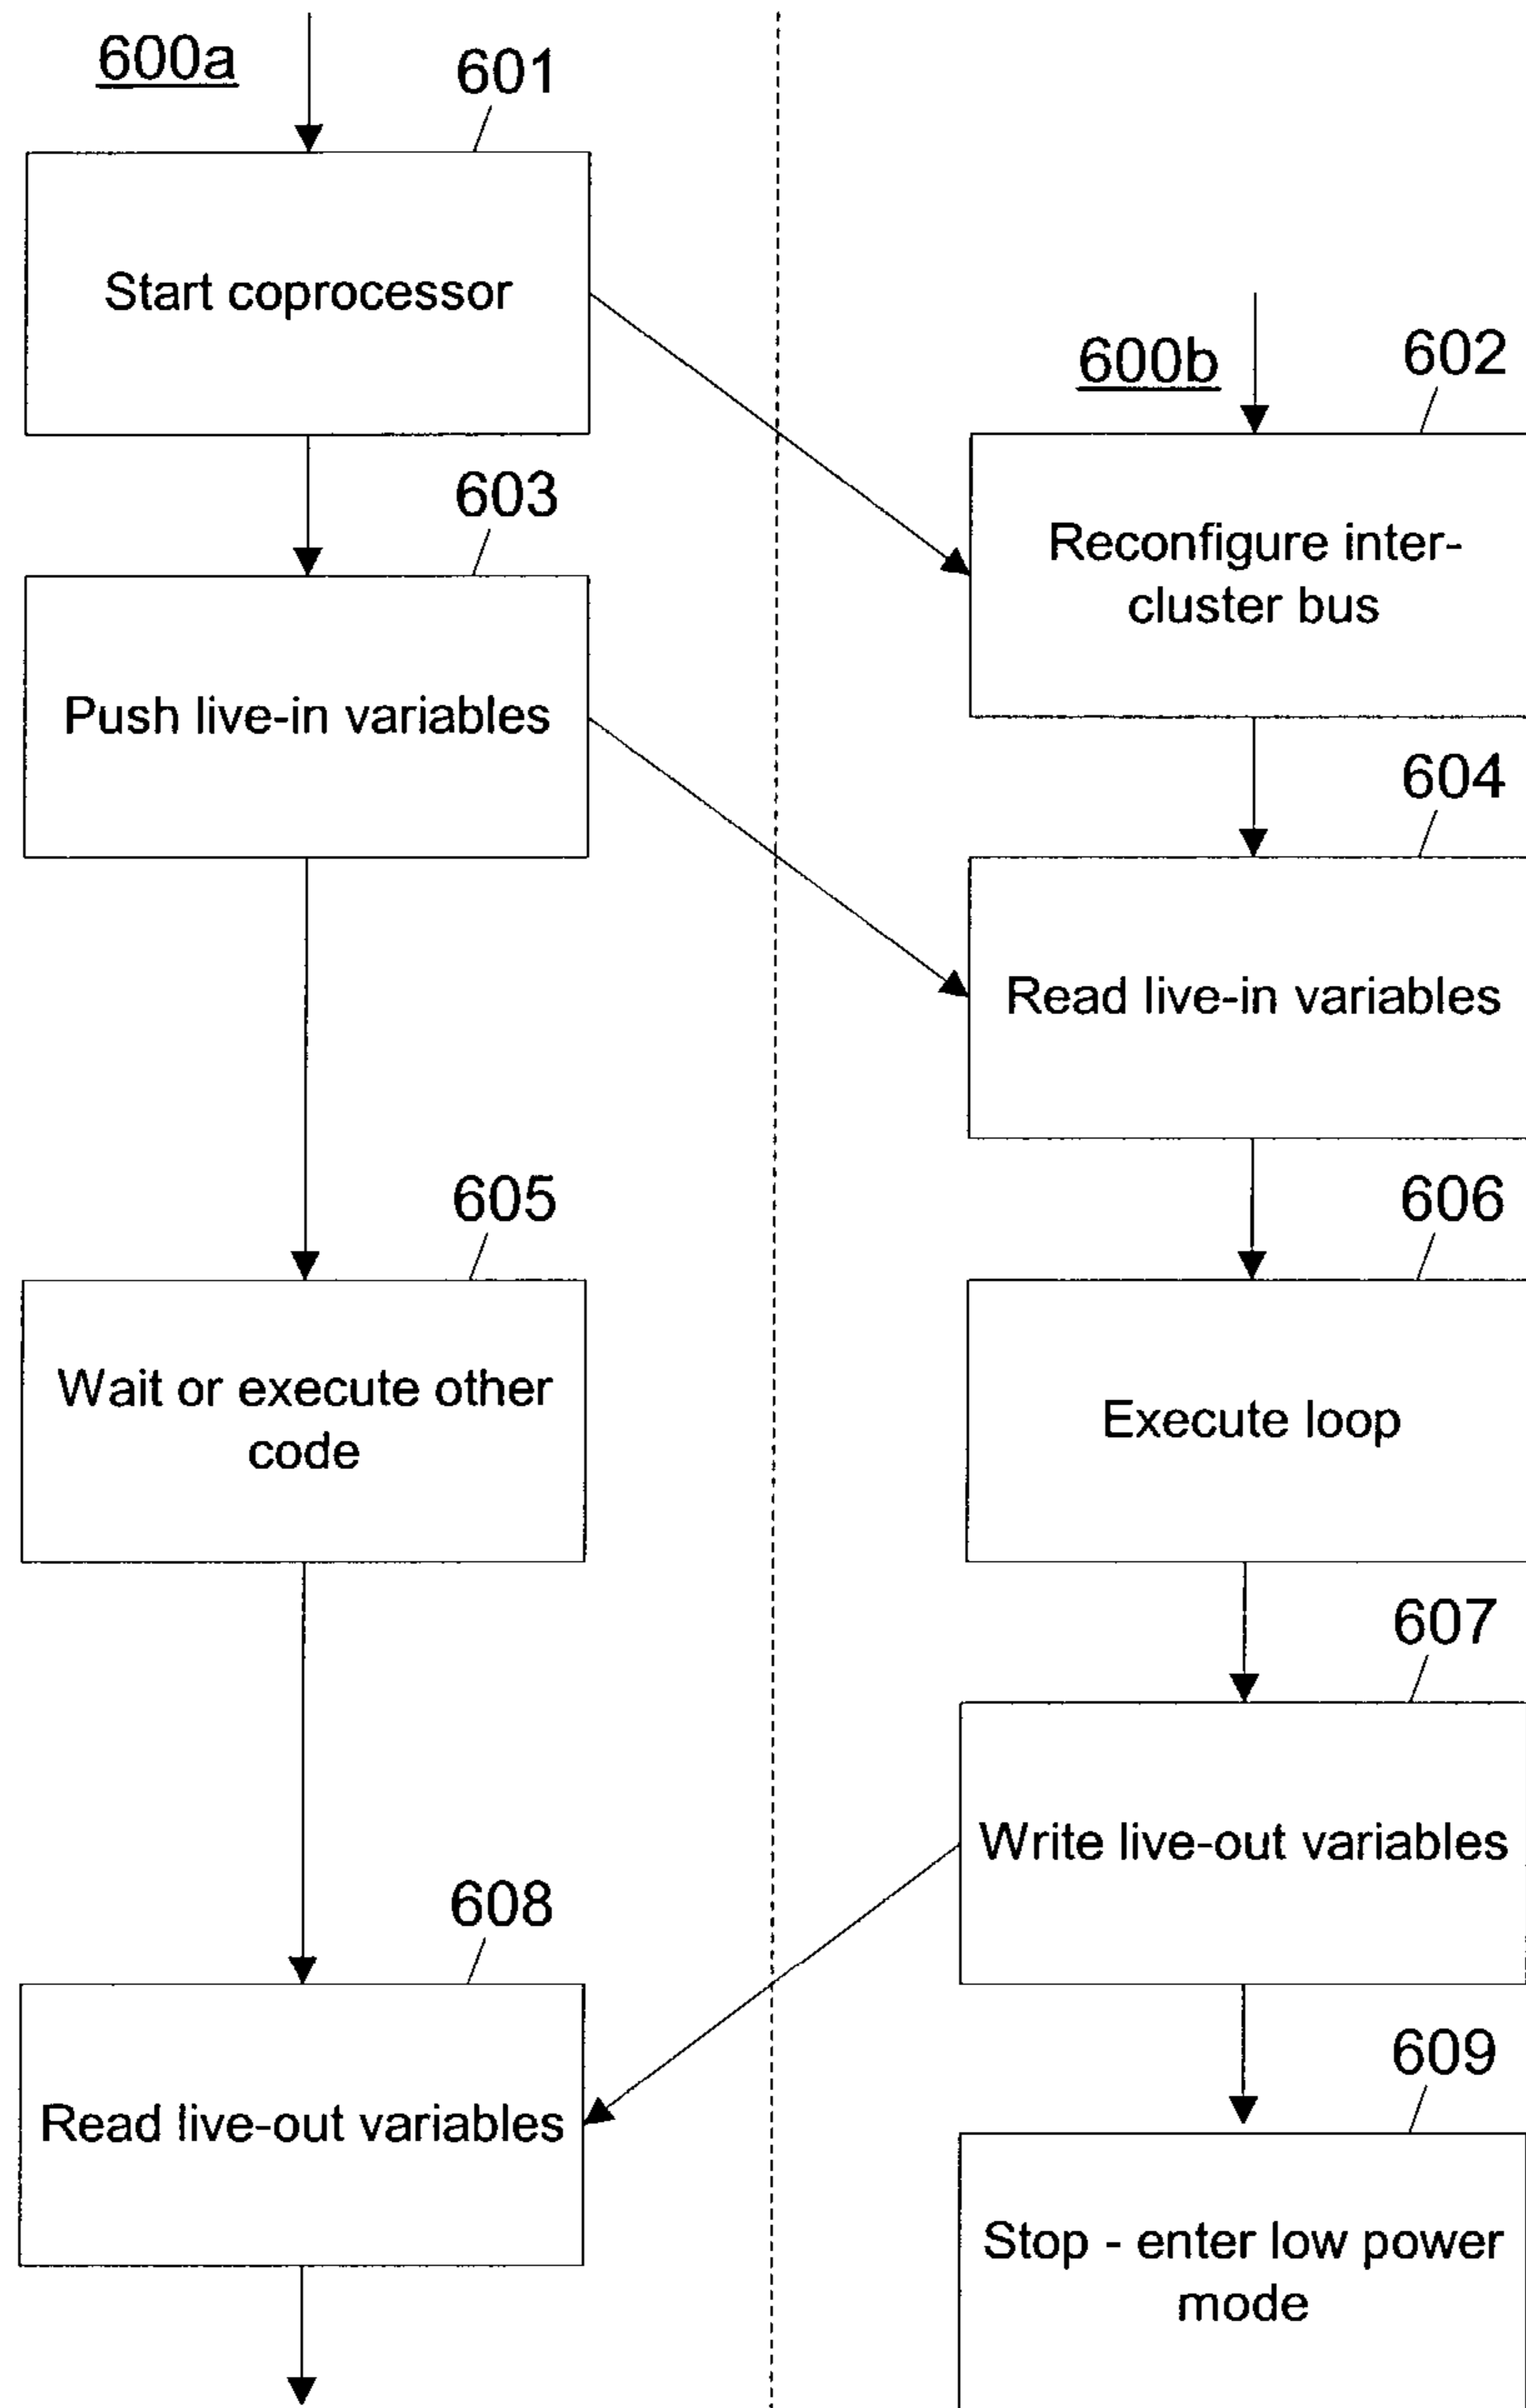 600a
601
Start coprocessor
600b
602
Reconfigure inter-
cluster bus
603
Push live-in variables
604
Read live-in variables
605
Wait or execute other
code
606
Execute loop
607
Write live-out variables
608
Read live-out variables
609
Stop - enter low power
mode